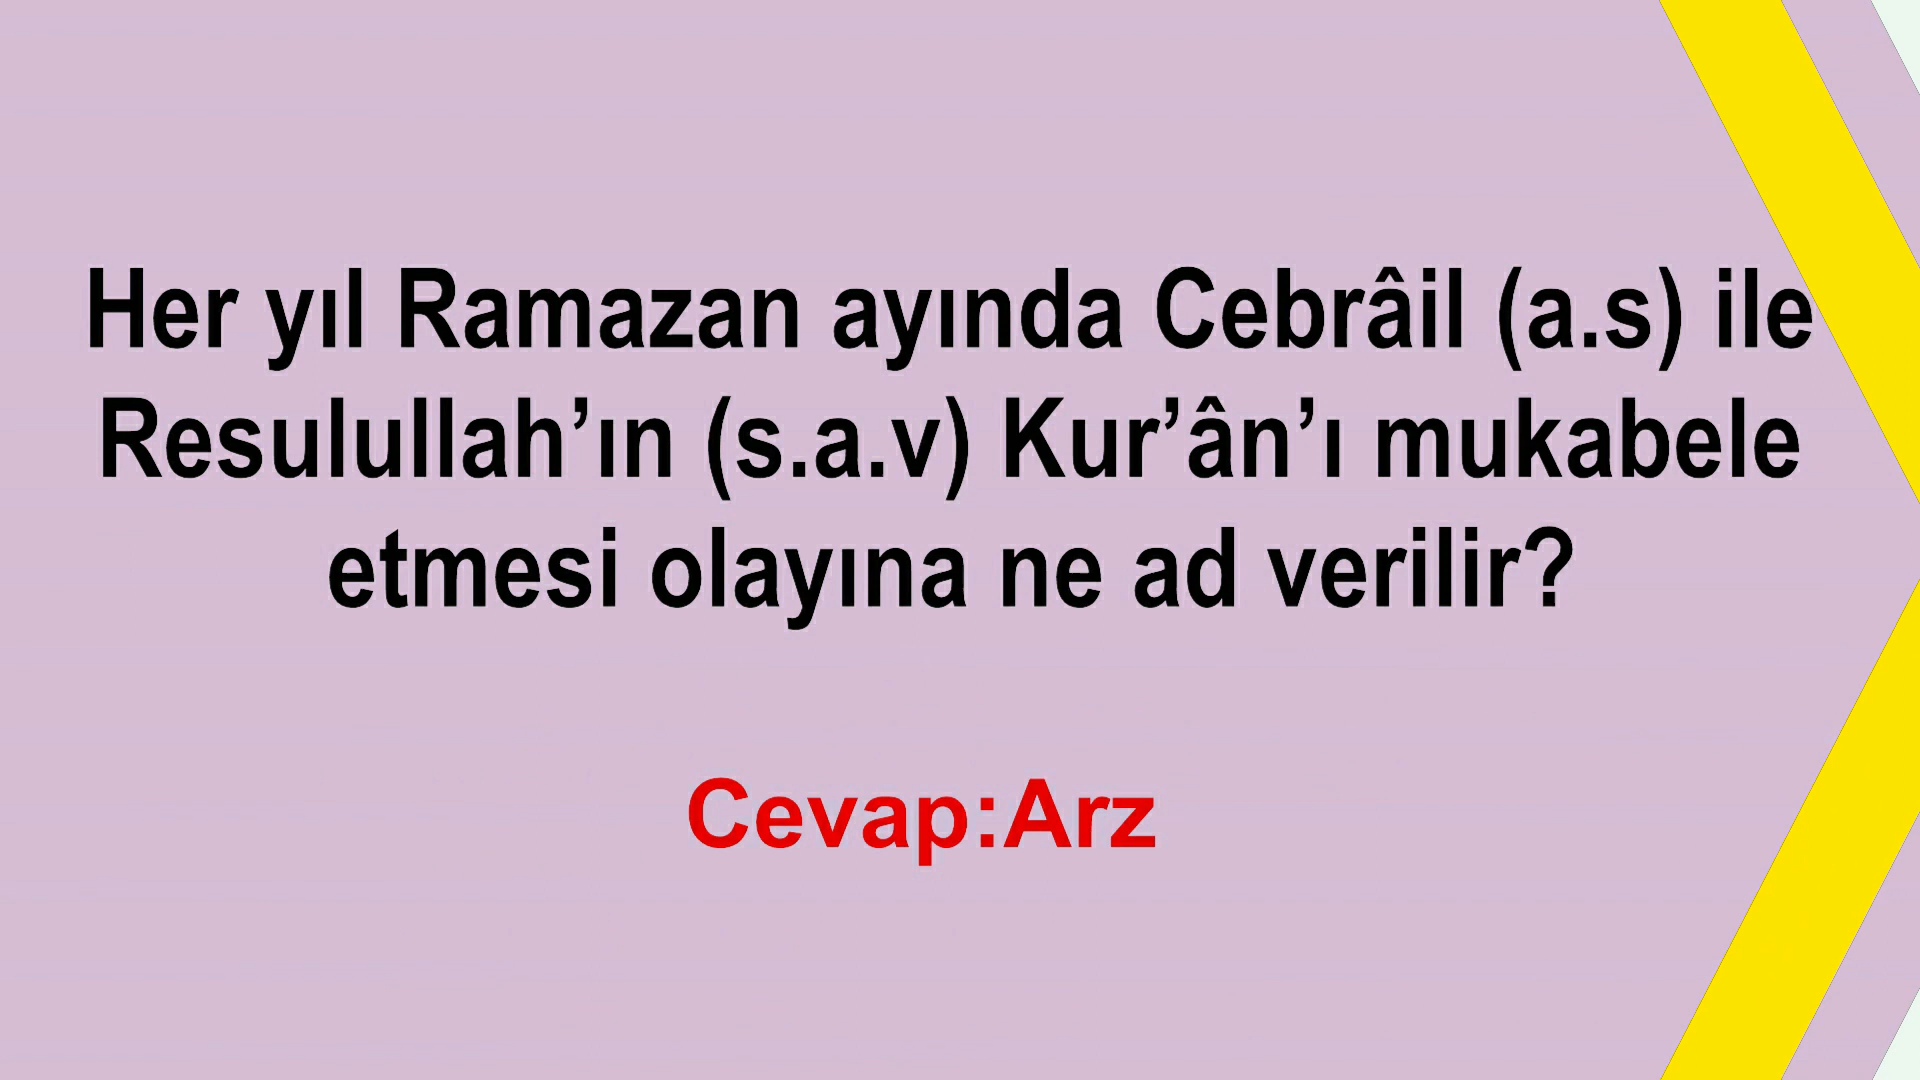 Her yıl Ramazan ayında Cebrâil (a.s) ile
Resulullah’ın (s.a.v) Kur’ân’ı mukabele
etmesi olayına ne ad verilir?
Cevap:Arz